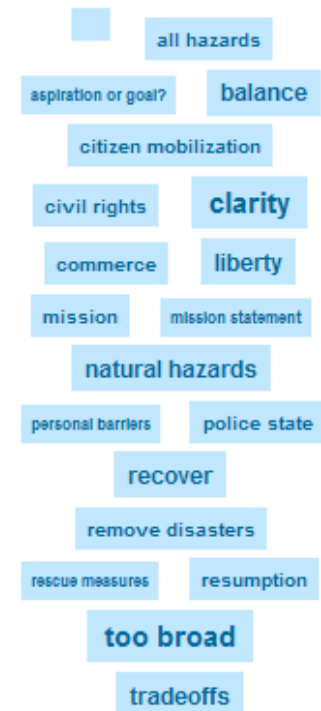 all hazards
aspiration or goal? balance
citizen mobilization
civil rights clarity
commerce liberty
mission mission statement
natural hazards
personal barriers police state
recover
remove disasters
rescue measures resumption
too broad
tradeoffs